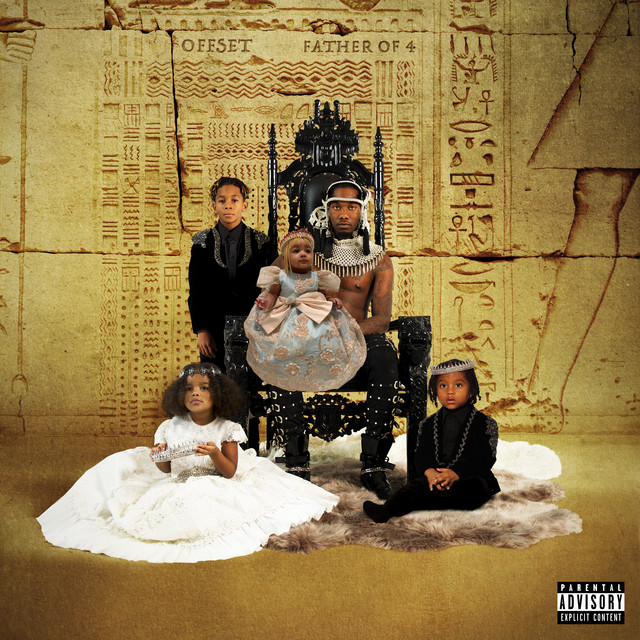 OFFSET FATHER OF 4
PARENTAL
ADVISORY
EXPLICIT CONTENT